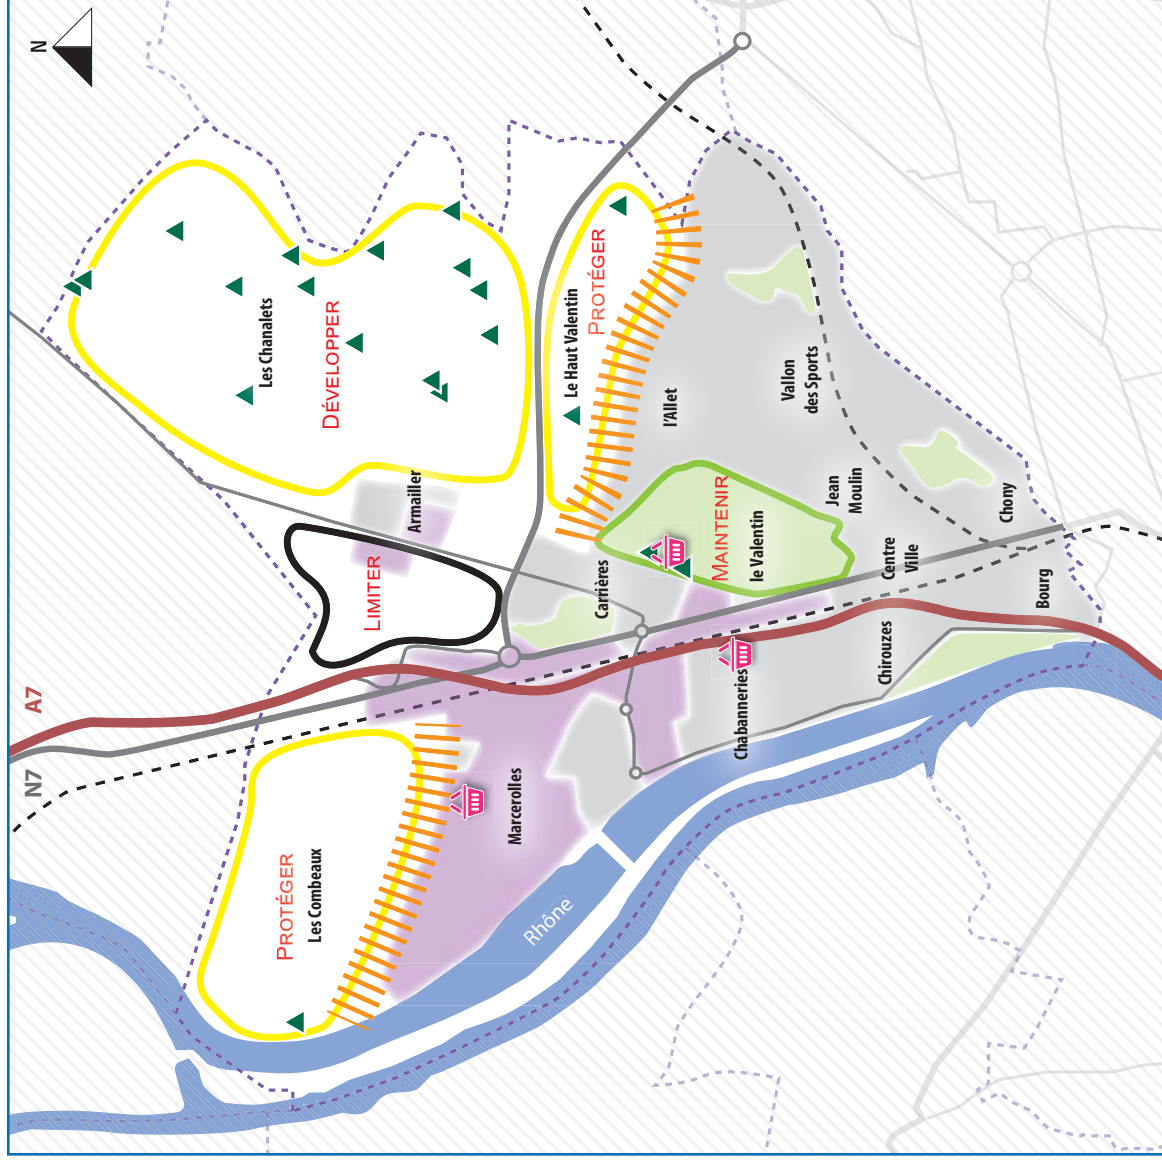 N
A7
N7
Les Chanalets
DÉVELOPPER
Le Haut Valentin
PROTÉGER
Armailler
LIMITER
l'Allet
Vallon
des Sports
MAINTENIR
le Valentin
Jean
Moulin
Carrières
Centre
Ville
Chony
Bourg
Chirouzes
Chabanneries
Marcerolles
PROTÉGER
Les Combeaux
Rhône